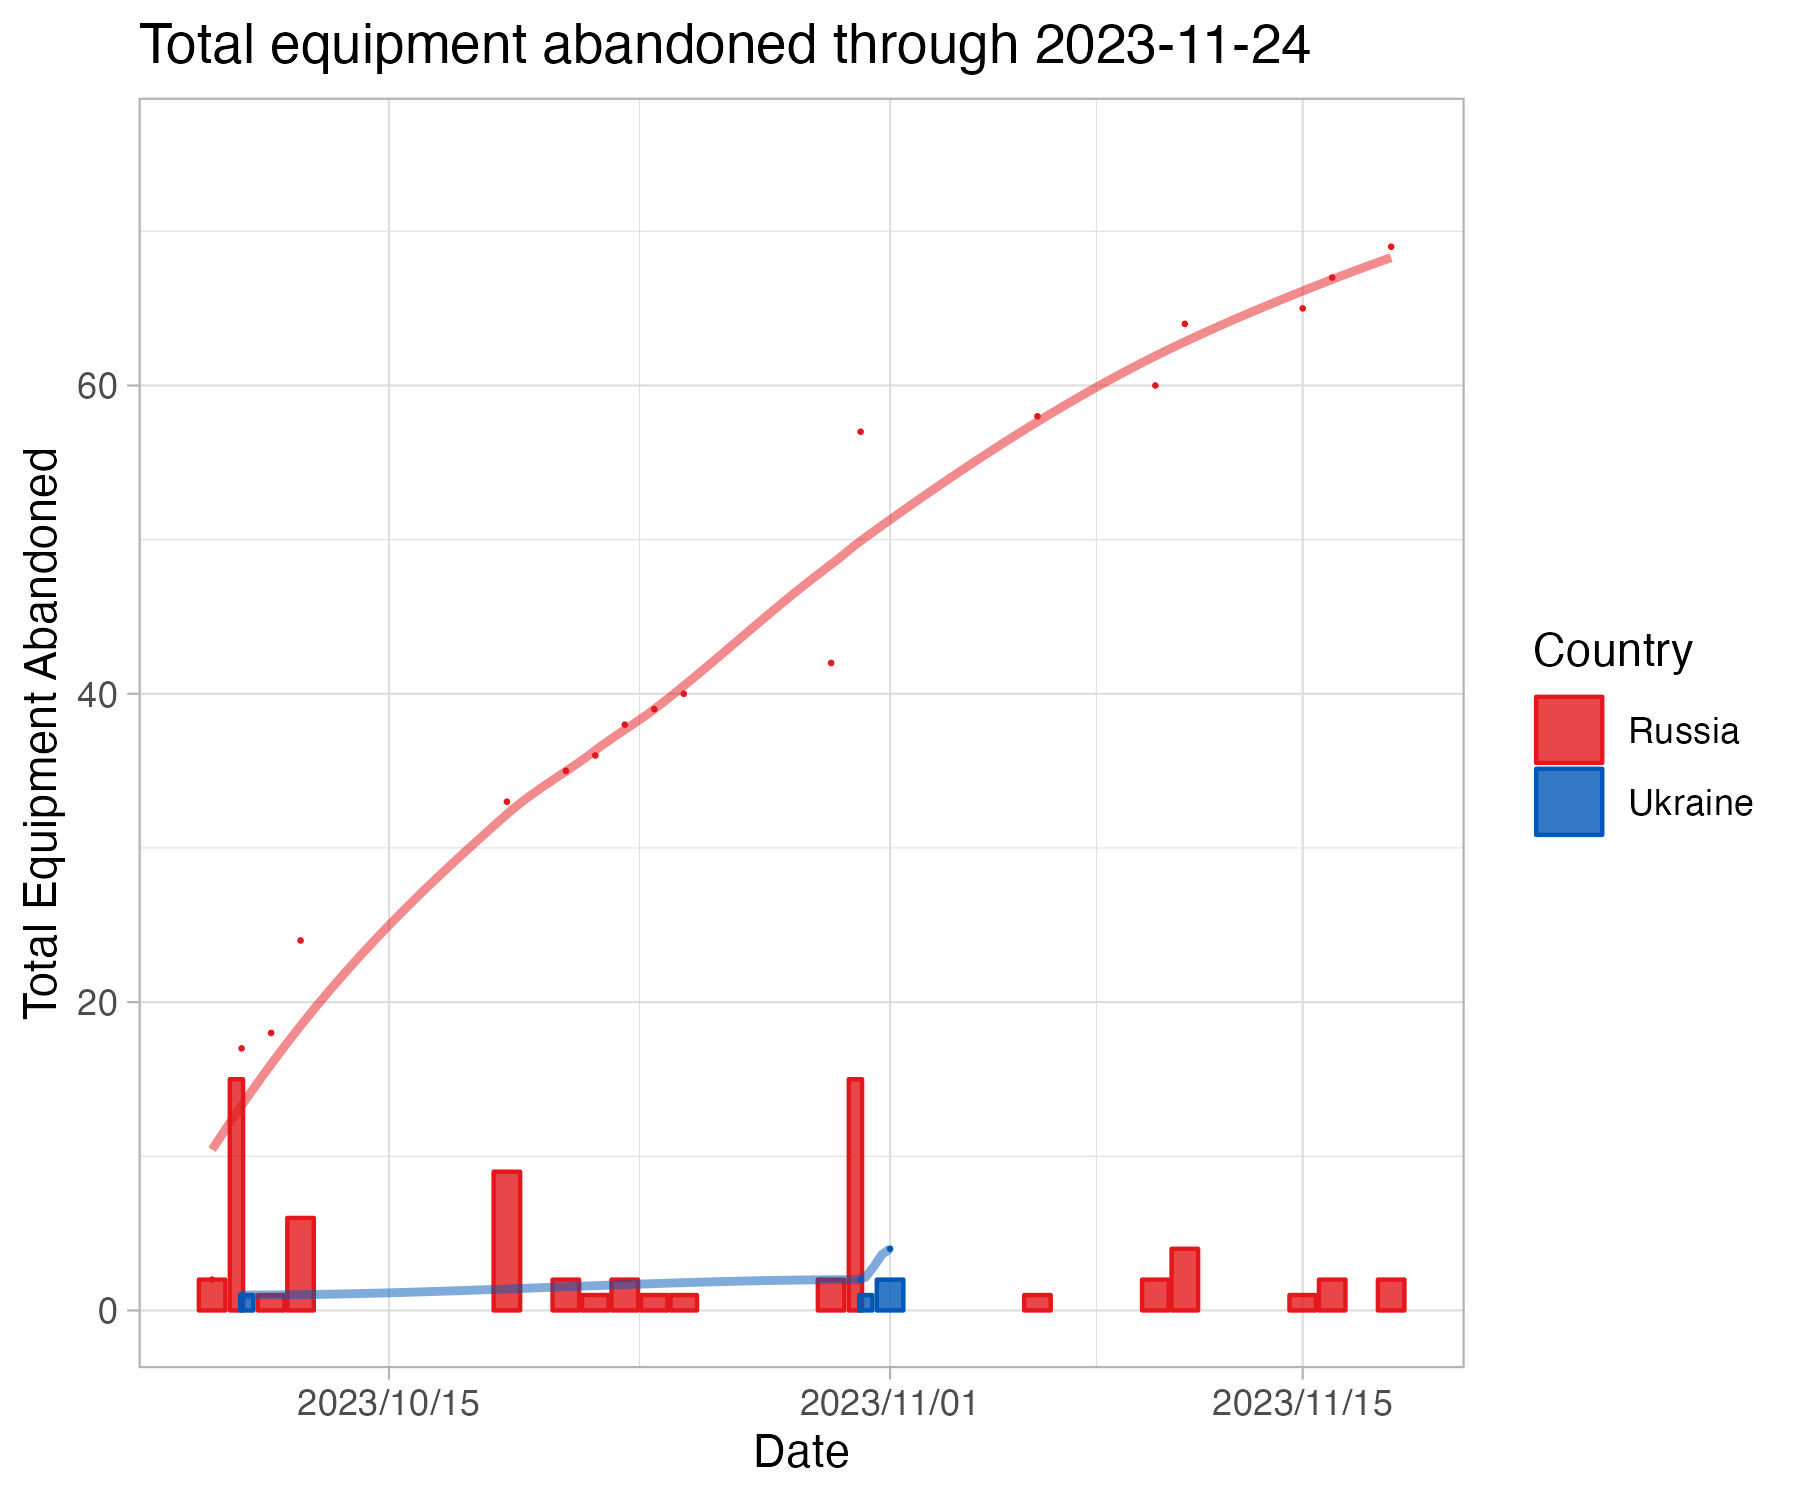 Total equipment abandoned through 2023-11-24
Total Equipment Abandoned
60
40
20
0
2023/10/15
2023/11/01
2023/11/15
Date
Country
Russia
Ukraine